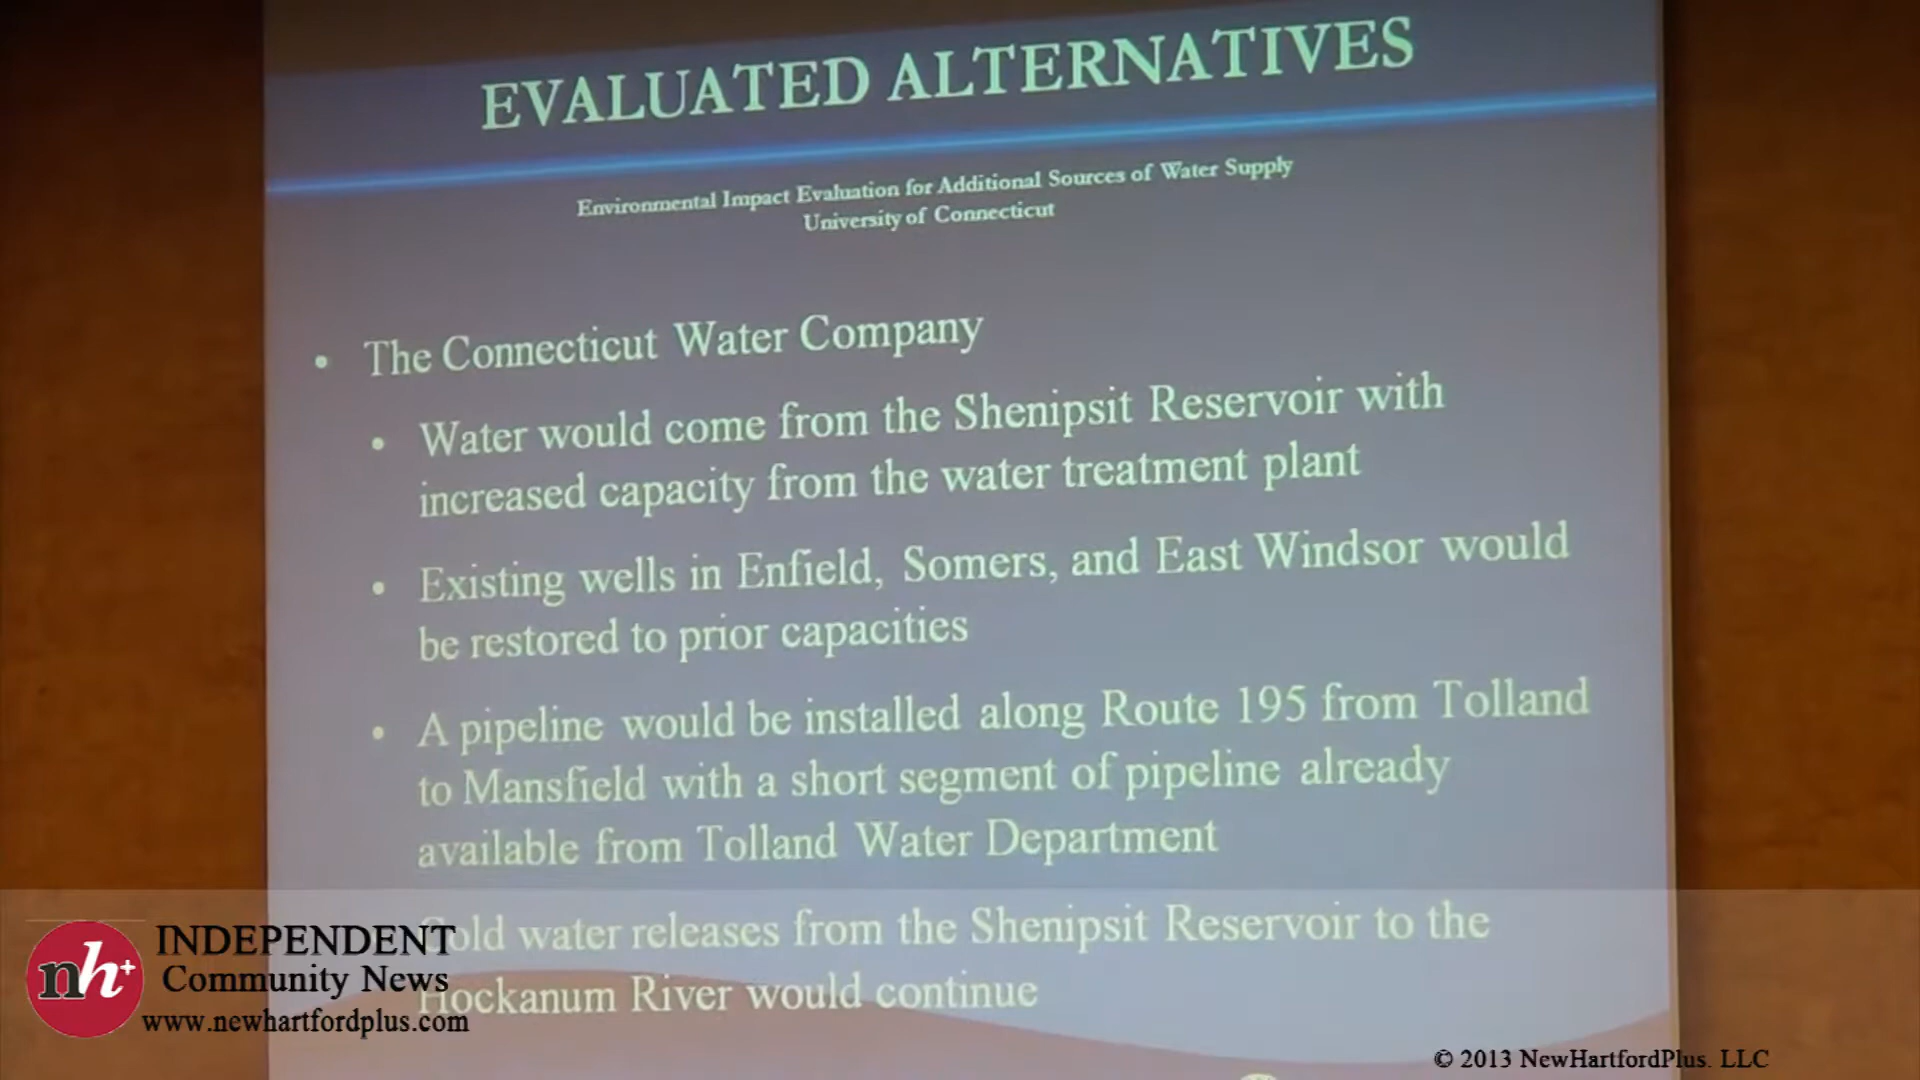 EVALUATED ALTERNATIVES
Environmental Impact Evaluation for Additional Sources of Water Supply
University of Connecticut
• The Connecticut Water Company
• Water would come from the Shenipsit Reservoir with
increased capacity from the water treatment plant
• Existing wells in Enfield, Somers, and East Windsor would
be restored to prior capacities
• A pipeline would be installed along Route 195 from Tolland
to Mansfield with a short segment of pipeline already
available from Tolland Water Department
Cold water releases from the Shenipsit Reservoir to the
Hockanum River would continue
nh+
INDEPENDENT
Community News
www.newhartfordplus.com
© 2013 NewHartfordPlus. LLC